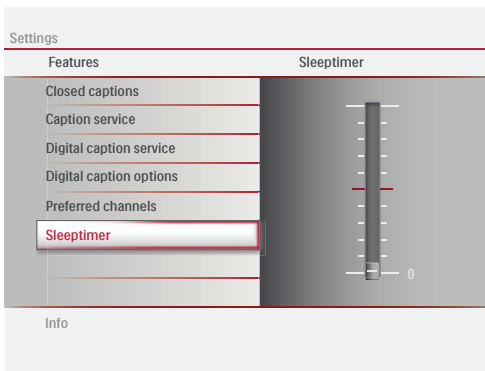 Settings
Features Sleeptimer
Closed captions
Caption service
Digital caption service
Digital caption options
Preferred channels
Sleeptimer
0
Info